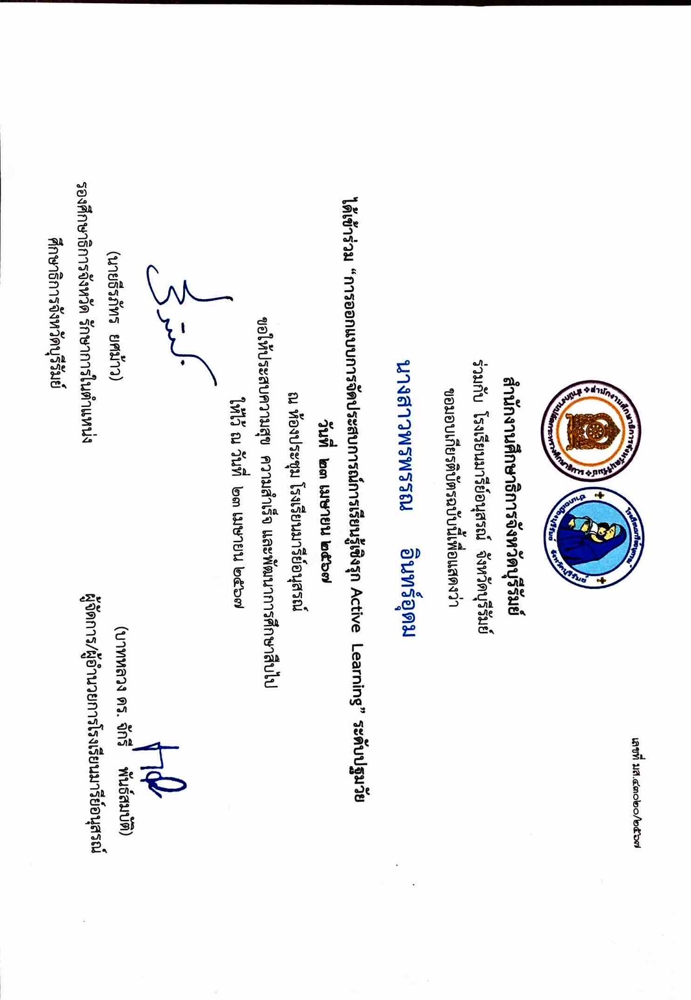 เลขที่ มส.๔๓๐๒๐/๒๕๖๗
สำนักงานศึกษาธิการจังหวัดบุรีรัมย์
ร่วมกับ โรงเรียนมารีย์อนุสรณ์ จังหวัดบุรีรัมย์
ขอมอบเกียรติบัตรฉบับนี้เพื่อแสดงว่า
นางสาวพรพรรณ อินทร์อุดม
ได้เข้าร่วม “การออกแบบการจัดประสบการณ์การเรียนรู้เชิงรุก Active Learning” ระดับปฐมวัย
วันที่ ๒๓ เมษายน ๒๕๖๗
ณ ห้องประชุม โรงเรียนมารีย์อนุสรณ์
ขอให้ประสบความสุข ความสำเร็จ และพัฒนาการศึกษาสืบไป
ให้ไว้ ณ วันที่ ๒๓ เมษายน ๒๕๖๗
(นายธีรภัทร ยศม้าว)
รองศึกษาธิการจังหวัด รักษาการในตำแหน่ง
ศึกษาธิการจังหวัดบุรีรัมย์
(บาทหลวง ดร. จักรี พันธ์สมบัติ)
ผู้จัดการ/ผู้อำนวยการโรงเรียนมารีย์อนุสรณ์